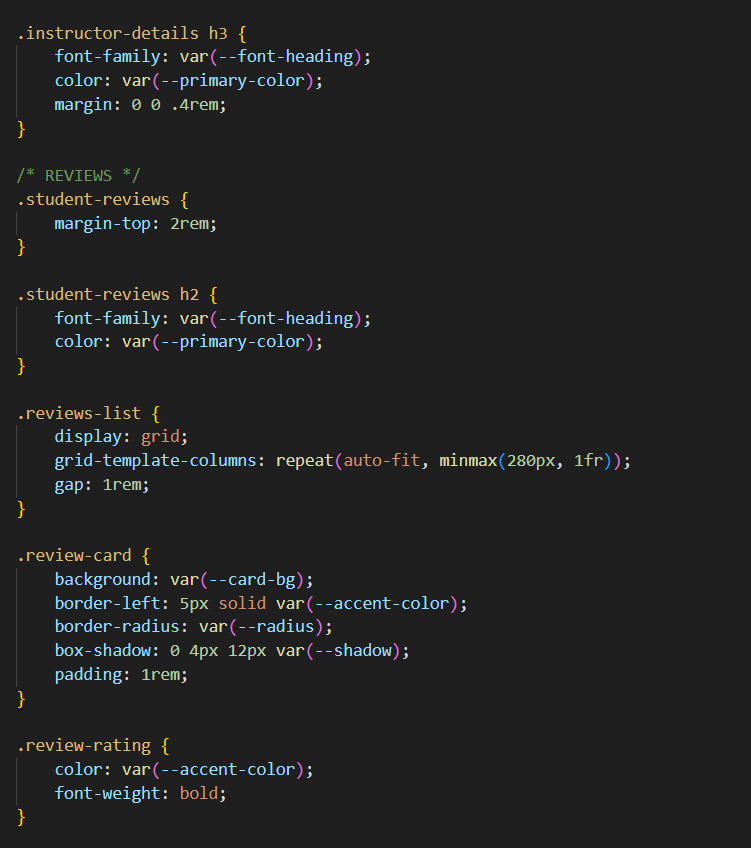 .instructor-details h3 {
    font-family: var(--font-heading);
    color: var(--primary-color);
    margin: 0 0 .4rem;
}

/* REVIEWS */
.student-reviews {
    margin-top: 2rem;
}

.student-reviews h2 {
    font-family: var(--font-heading);
    color: var(--primary-color);
}

.reviews-list {
    display: grid;
    grid-template-columns: repeat(auto-fit, minmax(280px, 1fr));
    gap: 1rem;
}

.review-card {
    background: var(--card-bg);
    border-left: 5px solid var(--accent-color);
    border-radius: var(--radius);
    box-shadow: 0 4px 12px var(--shadow);
    padding: 1rem;
}

.review-rating {
    color: var(--accent-color);
    font-weight: bold;
}